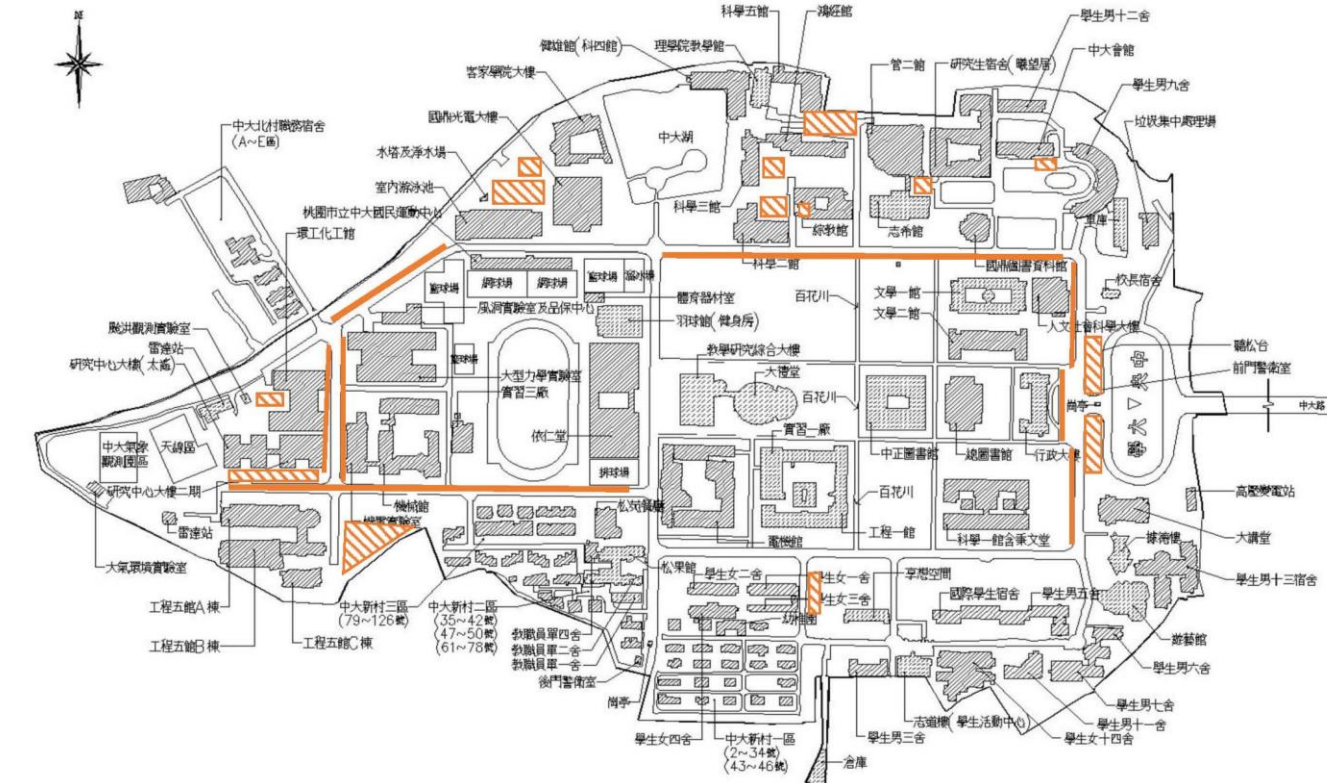 北
科學五館
鴻經館
學生男十二舍
健雄館(科四館)
理學院教學館
管二館
研究生宿舍(曦望居)
中大會館
客家學院大樓
學生男九舍
國鼎光電大樓
中大湖
垃圾集中處理場
中大北村職務宿舍
(A~E區)
水塔及淨水場
室內游泳池
科學三館
桃園市立中大國民運動中心
綜教館
志希館
車庫
環工化工館
科學二館
國鼎圖書資料館
籃球場
網球場
網球場
籃球場
溜冰場
校長宿舍
體育器材室
百花川
文學一館
風洞實驗室及品保中心
羽球館(健身房)
文學二館
人文社會科學大樓
颱洪觀測實驗室
雷達站
籃球場
教學研究綜合大樓
聽松台
研究中心大樓(太遙)
大型力學實驗室
大禮堂
前門警衛室
實習三廠
百花川
崗亭
中央大學
中大路
依仁堂
實習二廠
中大氣象
觀測園區
天線區
中正圖書館
總圖書館
行政大樓
排球場
研究中心大樓二期
百花川
高壓變電站
機械館
松苑餐廳
雷達站
電機館
工程一館
科學一館含秉文堂
大講堂
據德樓
大氣環境實驗室
松果館
學生女二舍
學生女一舍
享想空間
學生男十三宿舍
學生女三舍
國際學生宿舍
學生男五舍
工程五館A棟
中大新村三區
(79~126號)
中大新村二區
(35~42號)
(47~50號)
(61~78號)
幼稚園
遊藝館
工程五館B棟
工程五館C棟
教職員單四舍
教職員單二舍
教職員單一舍
後門警衛室
學生男六舍
學生男七舍
崗亭
學生女四舍
中大新村一區
(2~34號)
(43~46號)
學生男三舍
志道樓(學生活動中心)
學生男十一舍
學生女十四舍
倉庫